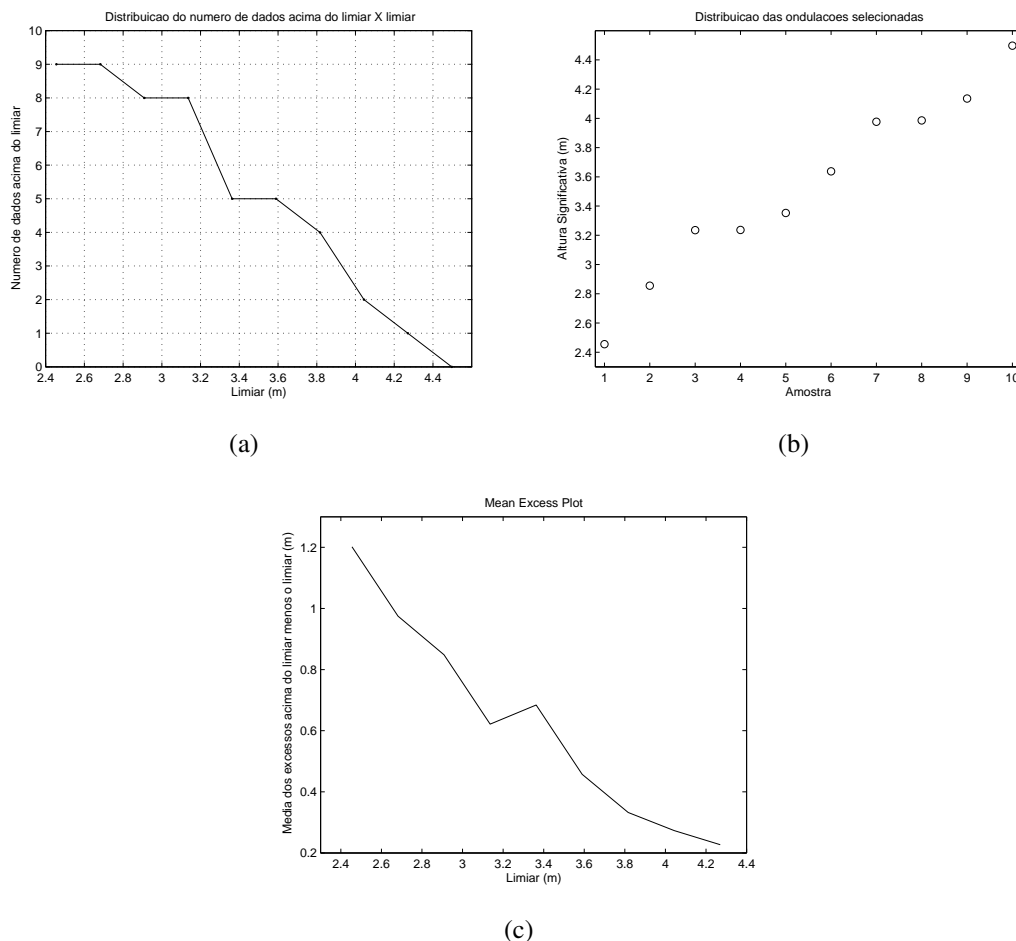 Distribuicao do numero de dados acima do limiar X limiar
Numero de dados acima do limiar
10
9
8
7
6
5
4
3
2
1
0
2.4 2.6 2.8 3 3.2 3.4 3.6 3.8 4 4.2 4.4
Limiar (m)
(a)
Distribuicao das ondulacoes selecionadas
Altura Significativa (m)
4.4
4.2
4
3.8
3.6
3.4
3.2
3
2.8
2.6
2.4
1 2 3 4 5 6 7 8 9 10
Amostra
(b)
Mean Excess Plot
Media dos excessos acima do limiar menos o limiar (m)
1.2
1
0.8
0.6
0.4
0.2
2.4 2.6 2.8 3 3.2 3.4 3.6 3.8 4 4.2 4.4
Limiar (m)
(c)